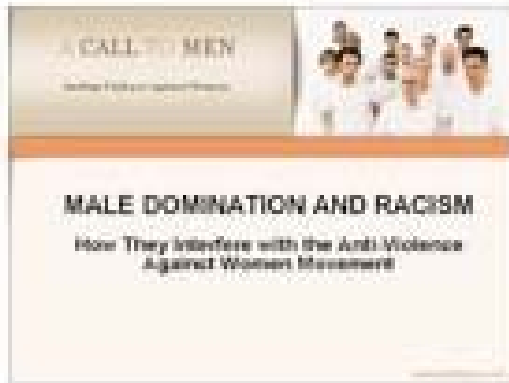 A CALL TO MEN
MALE DOMINATION AND RACISM
How They Interfere with the Anti Violence
Against Women Movement